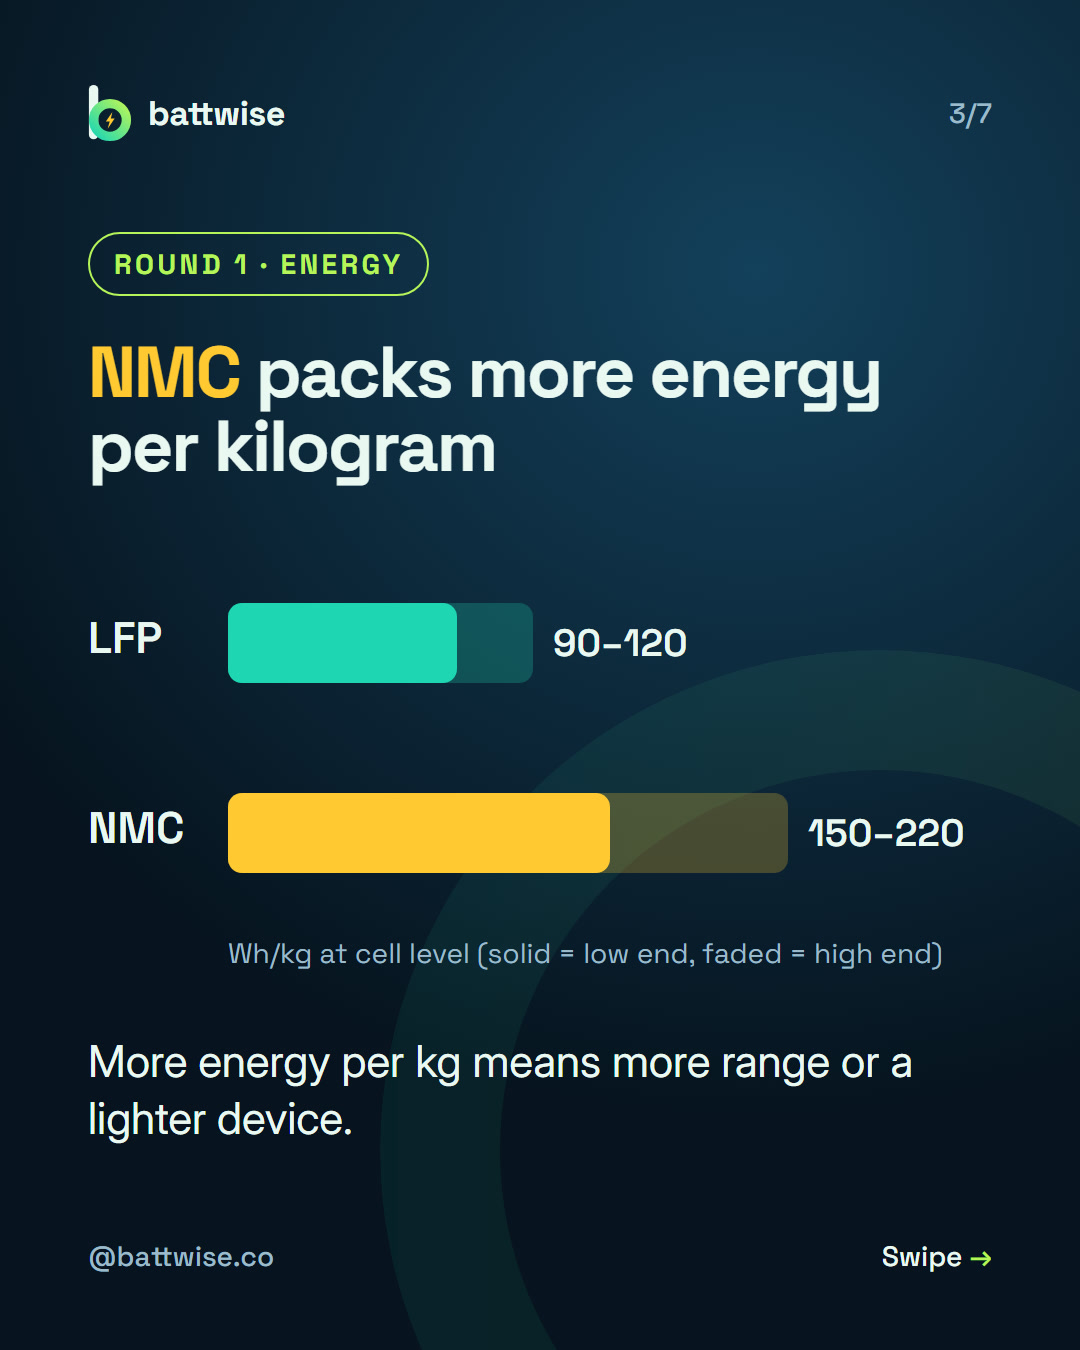 battwise
3/7
ROUND 1 · ENERGY
NMC packs more energy
per kilogram
LFP
90–120
NMC
150–220
Wh/kg at cell level (solid = low end, faded = high end)
More energy per kg means more range or a
lighter device.
@battwise.co
Swipe →